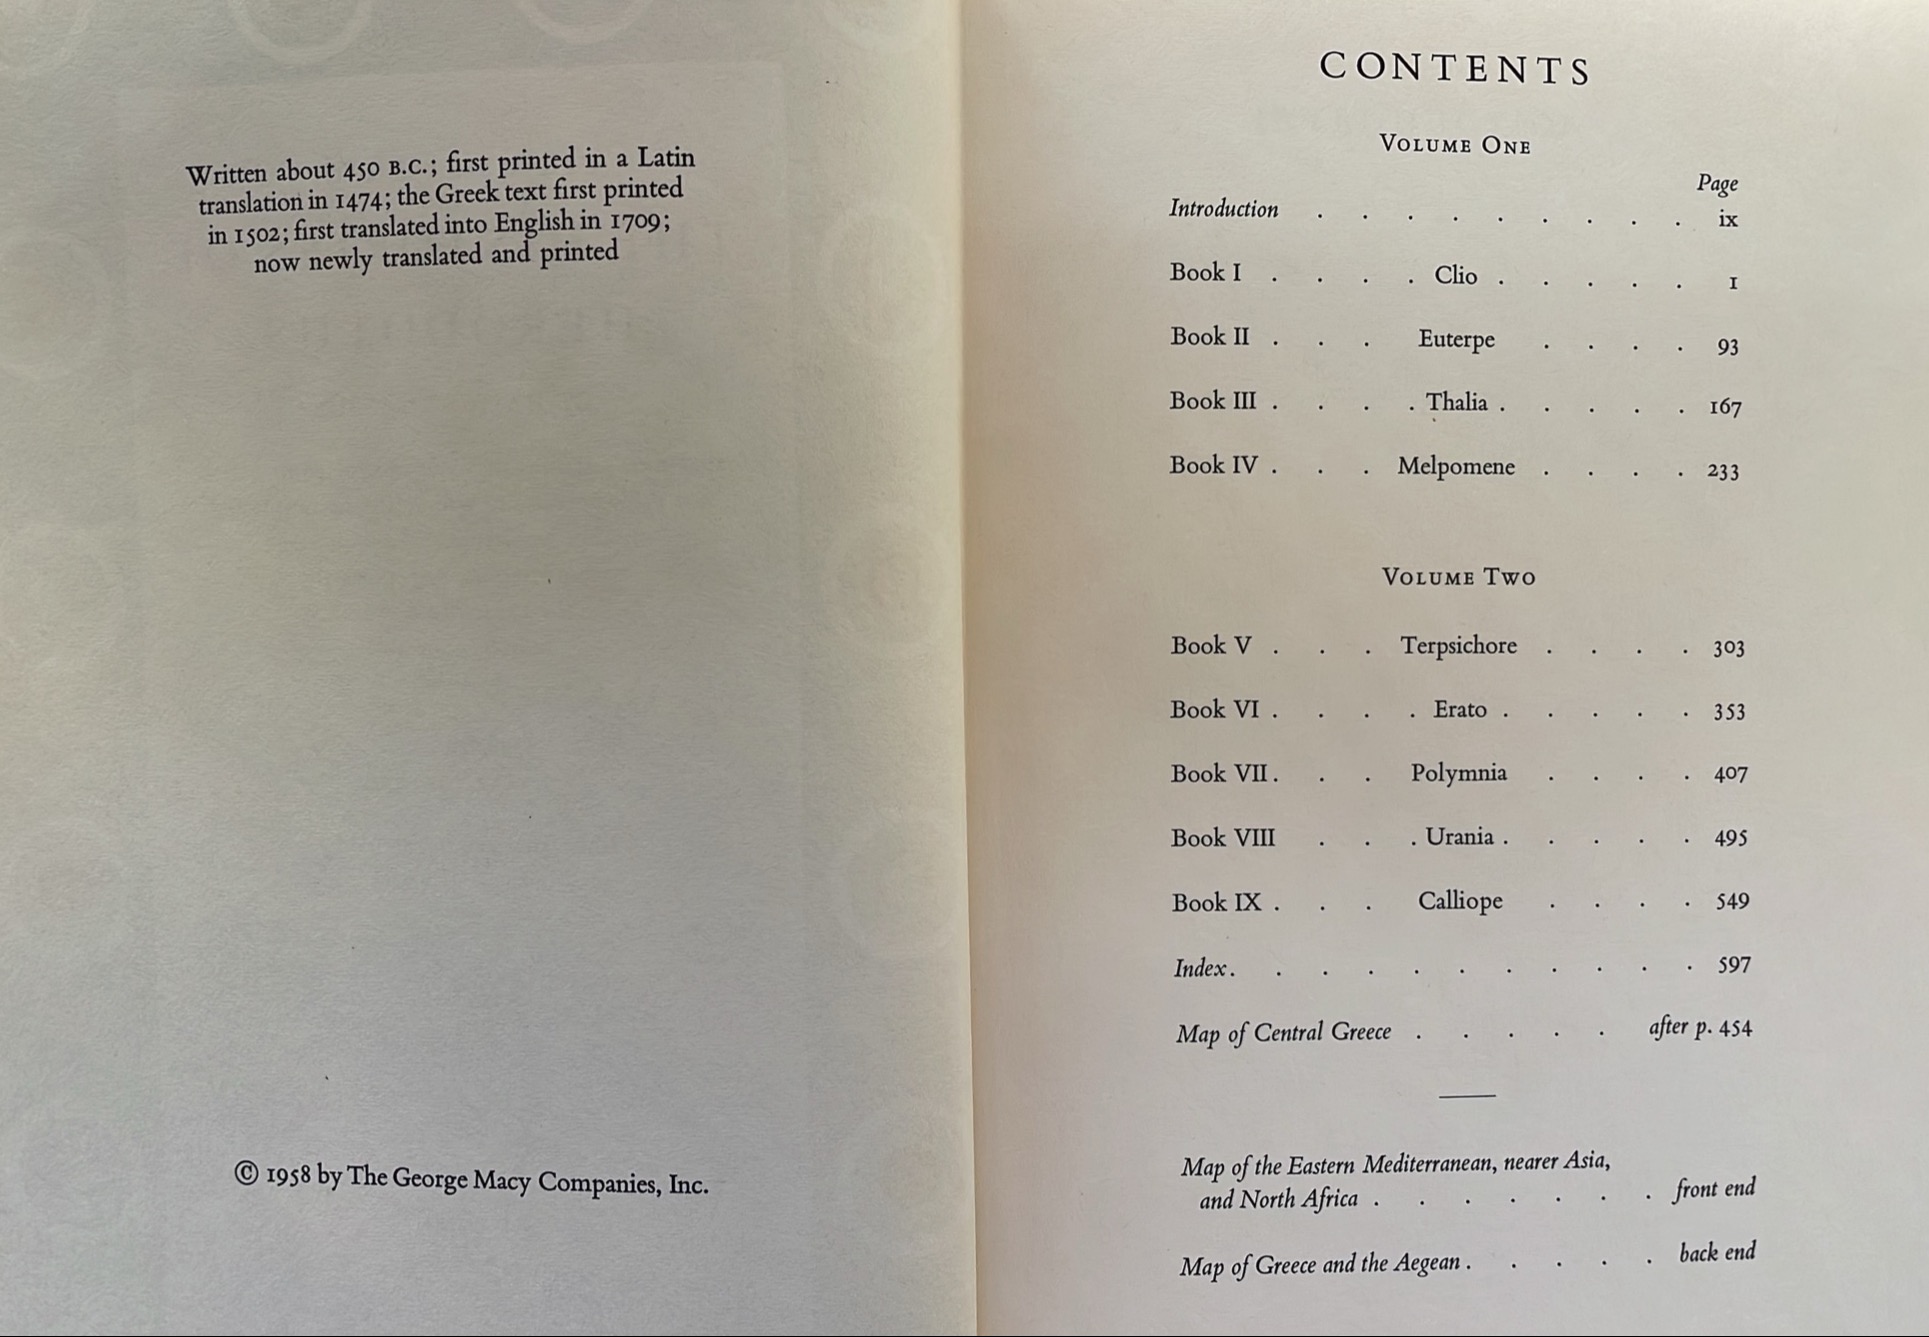 Written about 450 B.C.; first printed in a Latin
translation in 1474; the Greek text first printed
in 1502; first translated into English in 1709;
now newly translated and printed
© 1958 by The George Macy Companies, Inc.
CONTENTS
VOLUME ONE
Page
Introduction . . . . . . . . . ix
Book I . . . . Clio . . . . . 1
Book II . . . Euterpe . . . . 93
Book III . . . . Thalia . . . . . 167
Book IV . . . Melpomene . . . . 233
VOLUME TWO
Book V . . . Terpsichore . . . . 303
Book VI . . . . Erato . . . . . 353
Book VII . . . Polymnia . . . . 407
Book VIII . . . Urania . . . . . 495
Book IX . . . Calliope . . . . 549
Index . . . . . . . . . . . 597
Map of Central Greece . . . . . after p. 454
Map of the Eastern Mediterranean, nearer Asia,
and North Africa . . . . . . . front end
Map of Greece and the Aegean . . . . . back end